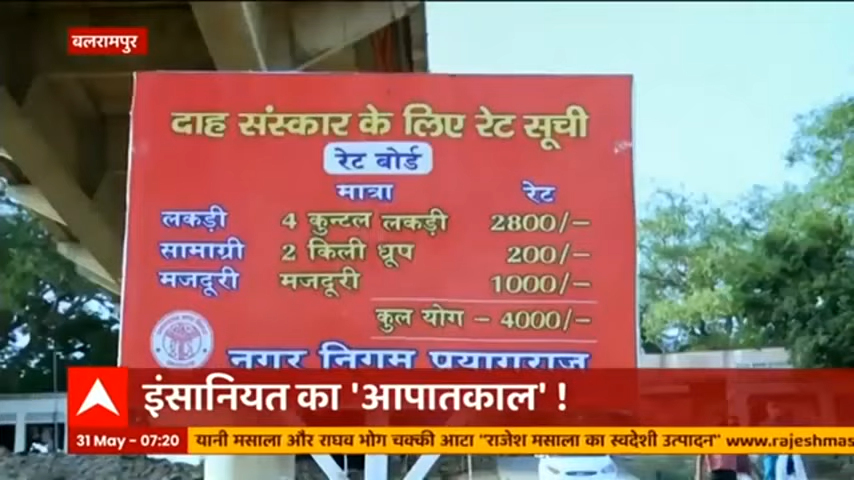 बलरामपुर
दाह संस्कार के लिए रेट सूची
रेट बोर्ड
मात्रा रेट
लकड़ी 4 कुन्टल लकड़ी 2800/-
सामाग्री 2 किली धूप 200/-
मजदूरी मजदूरी 1000/-
कुल योग - 4000/-
नगर निगम प्रयागराज
इंसानियत का 'आपातकाल' !
31 May - 07:20 यानी मसाला और राघव भोग चक्की आटा "राजेश मसाला का स्वदेशी उत्पादन" www.rajeshmas